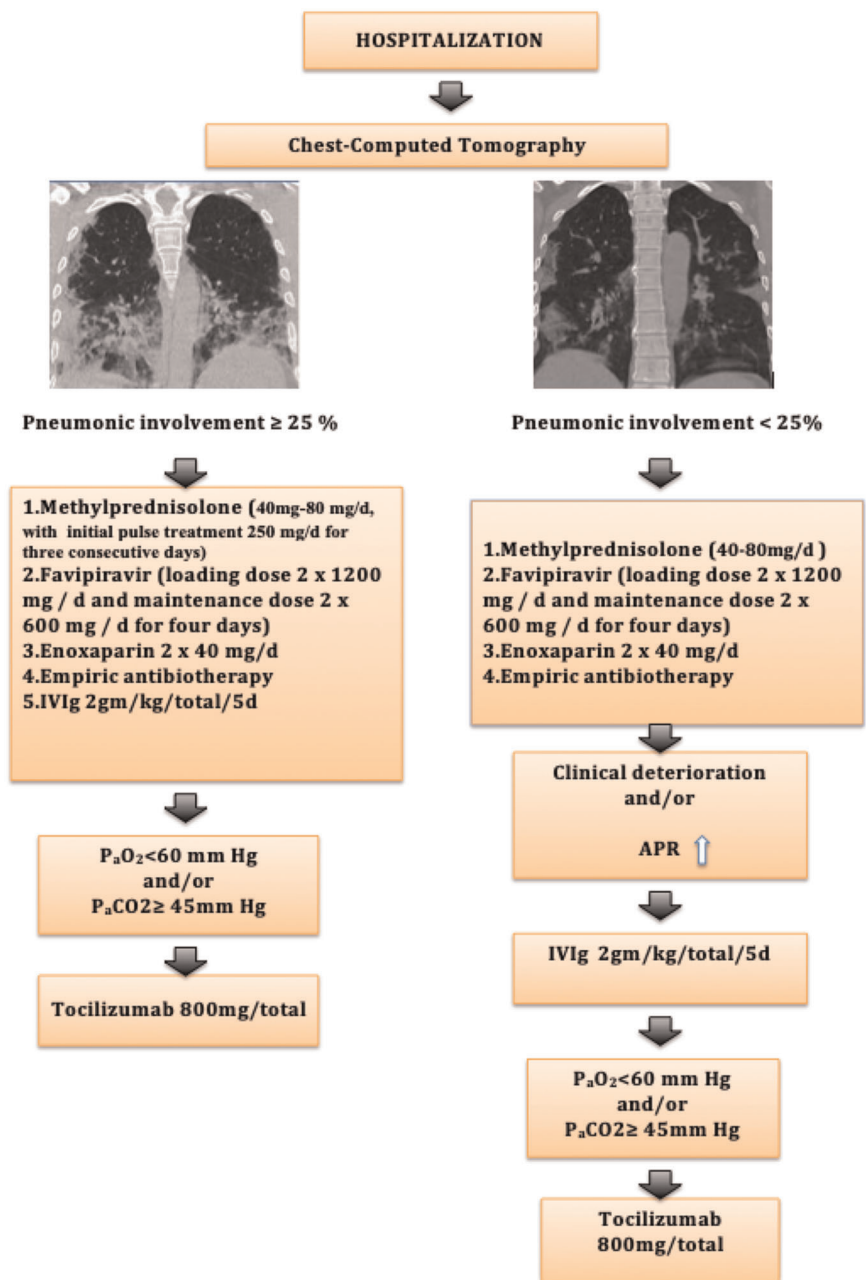 HOSPITALIZATION
Chest-Computed Tomography
Pneumonic involvement ≥ 25 %
1.Methylprednisolone (40mg-80 mg/d,
with initial pulse treatment 250 mg/d for
three consecutive days)
2.Favipiravir (loading dose 2 x 1200
mg / d and maintenance dose 2 x
600 mg / d for four days)
3.Enoxaparin 2 x 40 mg/d
4.Empiric antibiotherapy
5.IVIg 2gm/kg/total/5d
PaO2<60 mm Hg
and/or
PaCO2≥ 45mm Hg
Tocilizumab 800mg/total
Pneumonic involvement < 25%
1.Methylprednisolone (40-80mg/d )
2.Favipiravir (loading dose 2 x 1200
mg / d and maintenance dose 2 x
600 mg / d for four days)
3.Enoxaparin 2 x 40 mg/d
4.Empiric antibiotherapy
Clinical deterioration
and/or
APR
IVIg 2gm/kg/total/5d
PaO2<60 mm Hg
and/or
PaCO2≥ 45mm Hg
Tocilizumab
800mg/total